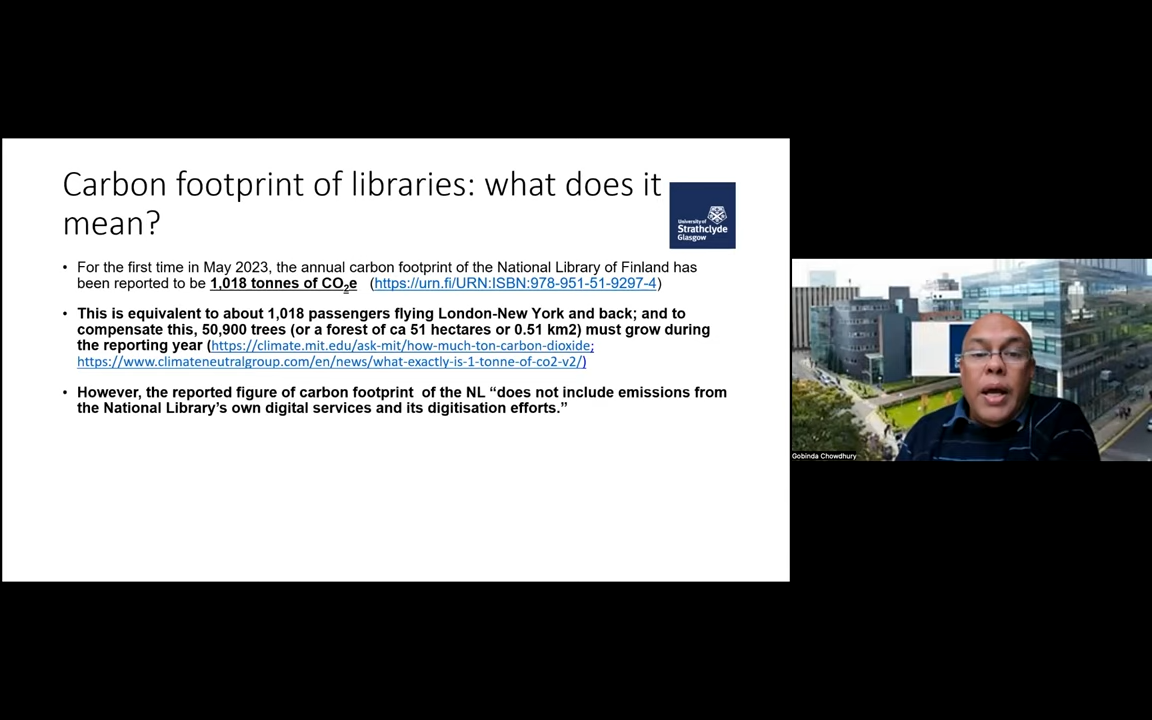 Carbon footprint of libraries: what does it
mean?
University of
Strathclyde
Glasgow
• For the first time in May 2023, the annual carbon footprint of the National Library of Finland has
been reported to be 1,018 tonnes of CO2e (https://urn.fi/URN:ISBN:978-951-51-9297-4)
• This is equivalent to about 1,018 passengers flying London-New York and back; and to
compensate this, 50,900 trees (or a forest of ca 51 hectares or 0.51 km2) must grow during
the reporting year (https://climate.mit.edu/ask-mit/how-much-ton-carbon-dioxide;
https://www.climateneutralgroup.com/en/news/what-exactly-is-1-tonne-of-co2-v2/)
• However, the reported figure of carbon footprint of the NL “does not include emissions from
the National Library’s own digital services and its digitisation efforts.”
Gobinda Chowdhury